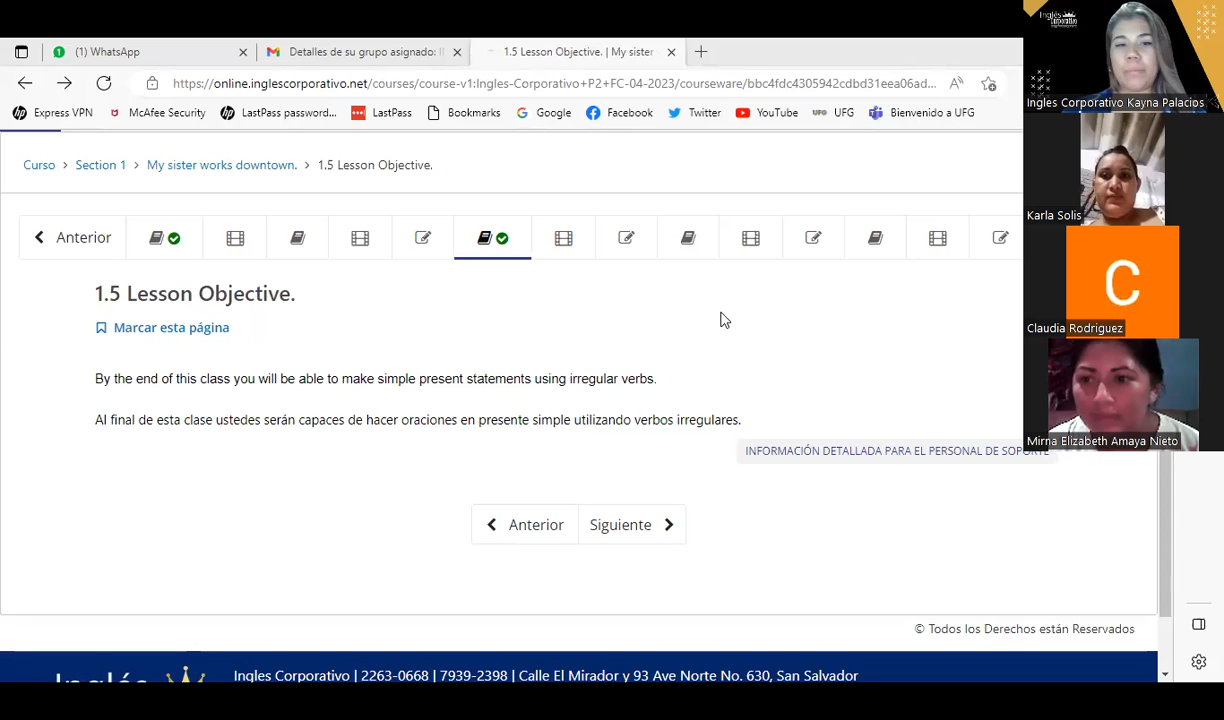 (1) WhatsApp
Detalles de su grupo asignado: I
1.5 Lesson Objective. | My sister
https://online.inglescorporativo.net/courses/course-v1:Ingles-Corporativo+P2+FC-04-2023/courseware/bbc4fdc4305942cdbd31eea06ad...
Express VPN
McAfee Security
LastPass password...
LastPass
Bookmarks
Google
Facebook
Twitter
YouTube
UFG
Bienvenido a UFG
Curso > Section 1 > My sister works downtown. > 1.5 Lesson Objective.
Anterior
1.5 Lesson Objective.
Marcar esta página
By the end of this class you will be able to make simple present statements using irregular verbs.
Al final de esta clase ustedes serán capaces de hacer oraciones en presente simple utilizando verbos irregulares.
INFORMACIÓN DETALLADA PARA EL PERSONAL DE SOPORTE
Anterior
Siguiente
© Todos los Derechos están Reservados
Inglés
Ingles Corporativo | 2263-0668 | 7939-2398 | Calle El Mirador y 93 Ave Norte No. 630, San Salvador
Inglés
Corporativo
Ingles Corporativo Kayna Palacios
Karla Solis
C
Claudia Rodriguez
Mirna Elizabeth Amaya Nieto